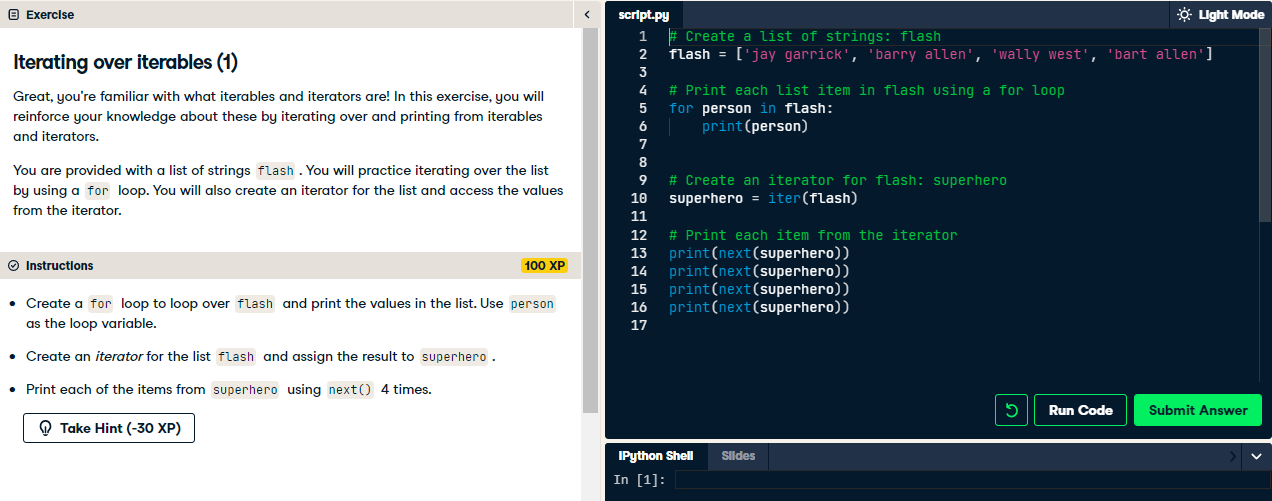 Exercise
Iterating over iterables (1)
Great, you're familiar with what iterables and iterators are! In this exercise, you will
reinforce your knowledge about these by iterating over and printing from iterables
and iterators.
You are provided with a list of strings flash . You will practice iterating over the list
by using a for loop. You will also create an iterator for the list and access the values
from the iterator.
Instructions
100 XP
Create a for loop to loop over flash and print the values in the list. Use person
as the loop variable.
Create an iterator for the list flash and assign the result to superhero .
Print each of the items from superhero using next() 4 times.
Take Hint (-30 XP)
script.py
Light Mode
1 # Create a list of strings: flash
2 flash = ['jay garrick', 'barry allen', 'wally west', 'bart allen']
3
4 # Print each list item in flash using a for loop
5 for person in flash:
6     print(person)
7
8
9 # Create an iterator for flash: superhero
10 superhero = iter(flash)
11
12 # Print each item from the iterator
13 print(next(superhero))
14 print(next(superhero))
15 print(next(superhero))
16 print(next(superhero))
17
Run Code
Submit Answer
IPython Shell
Slides
In [1]: